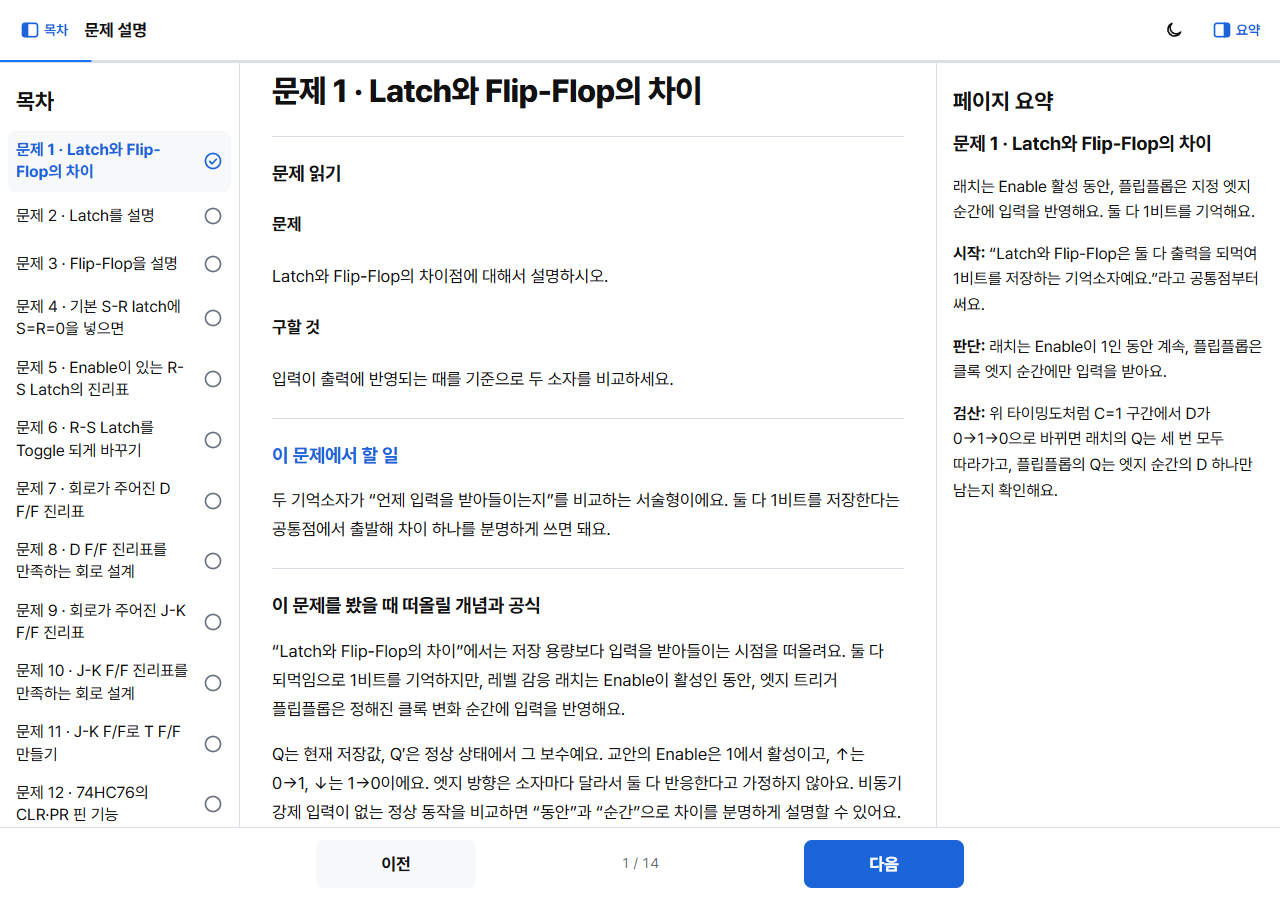 목차
문제 설명
요약
목차
문제 1 · Latch와 Flip-
Flop의 차이
문제 2 · Latch를 설명
문제 3 · Flip-Flop을 설명
문제 4 · 기본 S-R latch에
S=R=0을 넣으면
문제 5 · Enable이 있는 R-
S Latch의 진리표
문제 6 · R-S Latch를
Toggle 되게 바꾸기
문제 7 · 회로가 주어진 D
F/F 진리표
문제 8 · D F/F 진리표를
만족하는 회로 설계
문제 9 · 회로가 주어진 J-K
F/F 진리표
문제 10 · J-K F/F 진리표를
만족하는 회로 설계
문제 11 · J-K F/F로 T F/F
만들기
문제 12 · 74HC76의
CLR·PR 핀 기능
문제 1 · Latch와 Flip-Flop의 차이
문제 읽기
문제
Latch와 Flip-Flop의 차이점에 대해서 설명하시오.
구할 것
입력이 출력에 반영되는 때를 기준으로 두 소자를 비교하세요.
이 문제에서 할 일
두 기억소자가 “언제 입력을 받아들이는지”를 비교하는 서술형이에요. 둘 다 1비트를 저장한다는
공통점에서 출발해 차이 하나를 분명하게 쓰면 돼요.
이 문제를 봤을 때 떠올릴 개념과 공식
“Latch와 Flip-Flop의 차이”에서는 저장 용량보다 입력을 받아들이는 시점을 떠올려요. 둘 다
되먹임으로 1비트를 기억하지만, 레벨 감응 래치는 Enable이 활성인 동안, 엣지 트리거
플립플롭은 정해진 클록 변화 순간에 입력을 반영해요.
Q는 현재 저장값, Q′은 정상 상태에서 그 보수예요. 교안의 Enable은 1에서 활성이고, ↑는
0→1, ↓는 1→0이에요. 엣지 방향은 소자마다 달라서 둘 다 반응한다고 가정하지 않아요. 비동기
강제 입력이 없는 정상 동작을 비교하면 “동안”과 “순간”으로 차이를 분명하게 설명할 수 있어요.
페이지 요약
문제 1 · Latch와 Flip-Flop의 차이
래치는 Enable 활성 동안, 플립플롭은 지정 엣지
순간에 입력을 반영해요. 둘 다 1비트를 기억해요.
시작: “Latch와 Flip-Flop은 둘 다 출력을 되먹여
1비트를 저장하는 기억소자예요.”라고 공통점부터
써요.
판단: 래치는 Enable이 1인 동안 계속, 플립플롭은
클록 엣지 순간에만 입력을 받아요.
검산: 위 타이밍도처럼 C=1 구간에서 D가
0→1→0으로 바뀌면 래치의 Q는 세 번 모두
따라가고, 플립플롭의 Q는 엣지 순간의 D 하나만
남는지 확인해요.
이전
1 / 14
다음